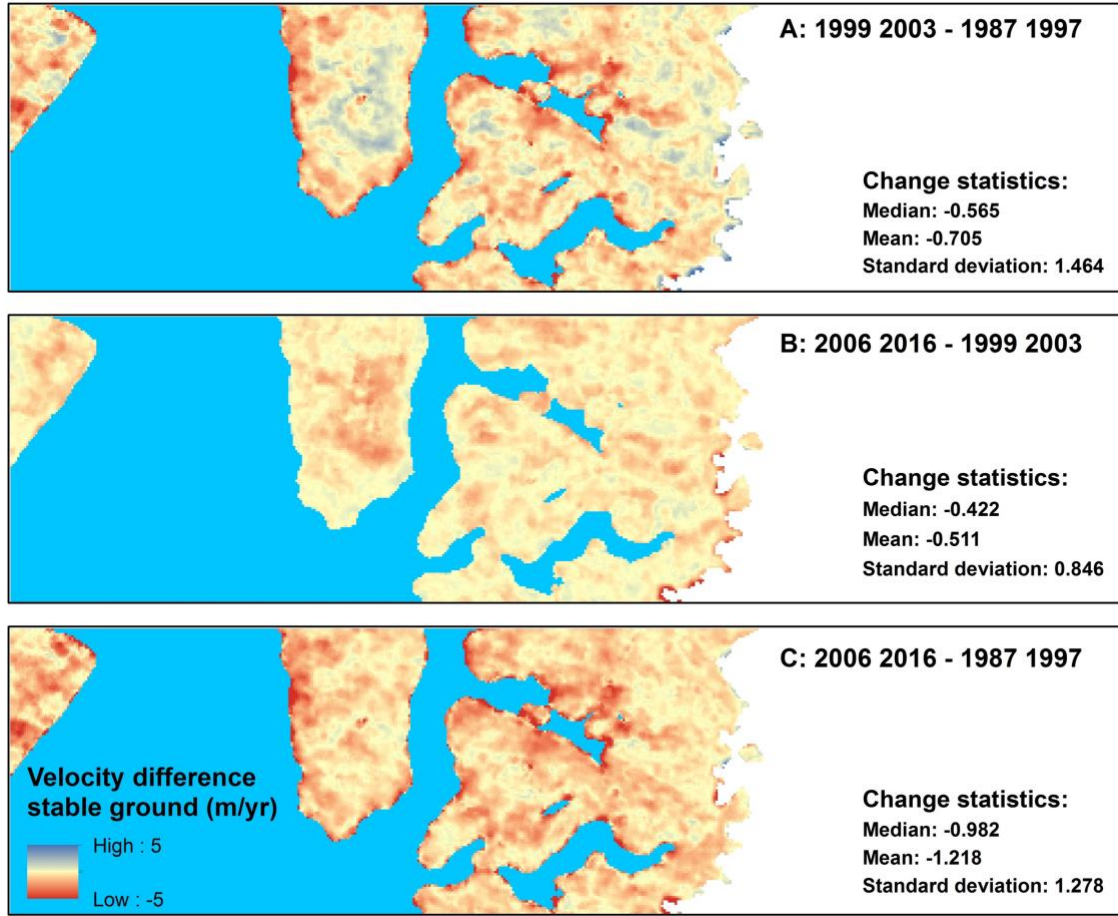 A: 1999 2003 - 1987 1997
Change statistics:
Median: -0.565
Mean: -0.705
Standard deviation: 1.464
B: 2006 2016 - 1999 2003
Change statistics:
Median: -0.422
Mean: -0.511
Standard deviation: 0.846
C: 2006 2016 - 1987 1997
Velocity difference
stable ground (m/yr)
High : 5
Low : -5
Change statistics:
Median: -0.982
Mean: -1.218
Standard deviation: 1.278